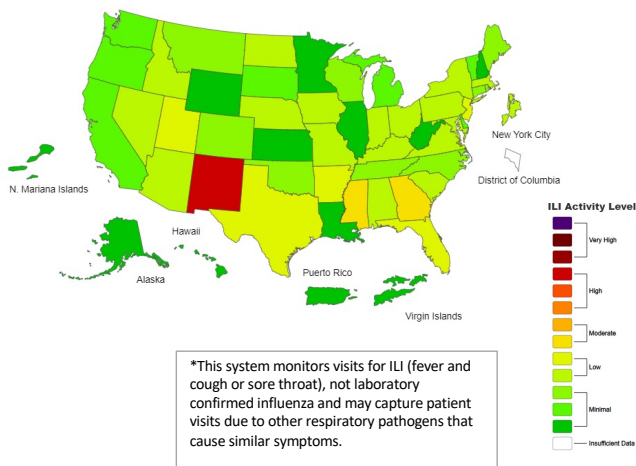 New York City
N. Mariana Islands
District of Columbia
ILI Activity Level
Hawaii
Very High
Puerto Rico
Alaska
High
Virgin Islands
Moderate
Low
*This system monitors visits for ILI (fever and
cough or sore throat), not laboratory
confirmed influenza and may capture patient
visits due to other respiratory pathogens that
cause similar symptoms.
Minimal
Insufficient Data